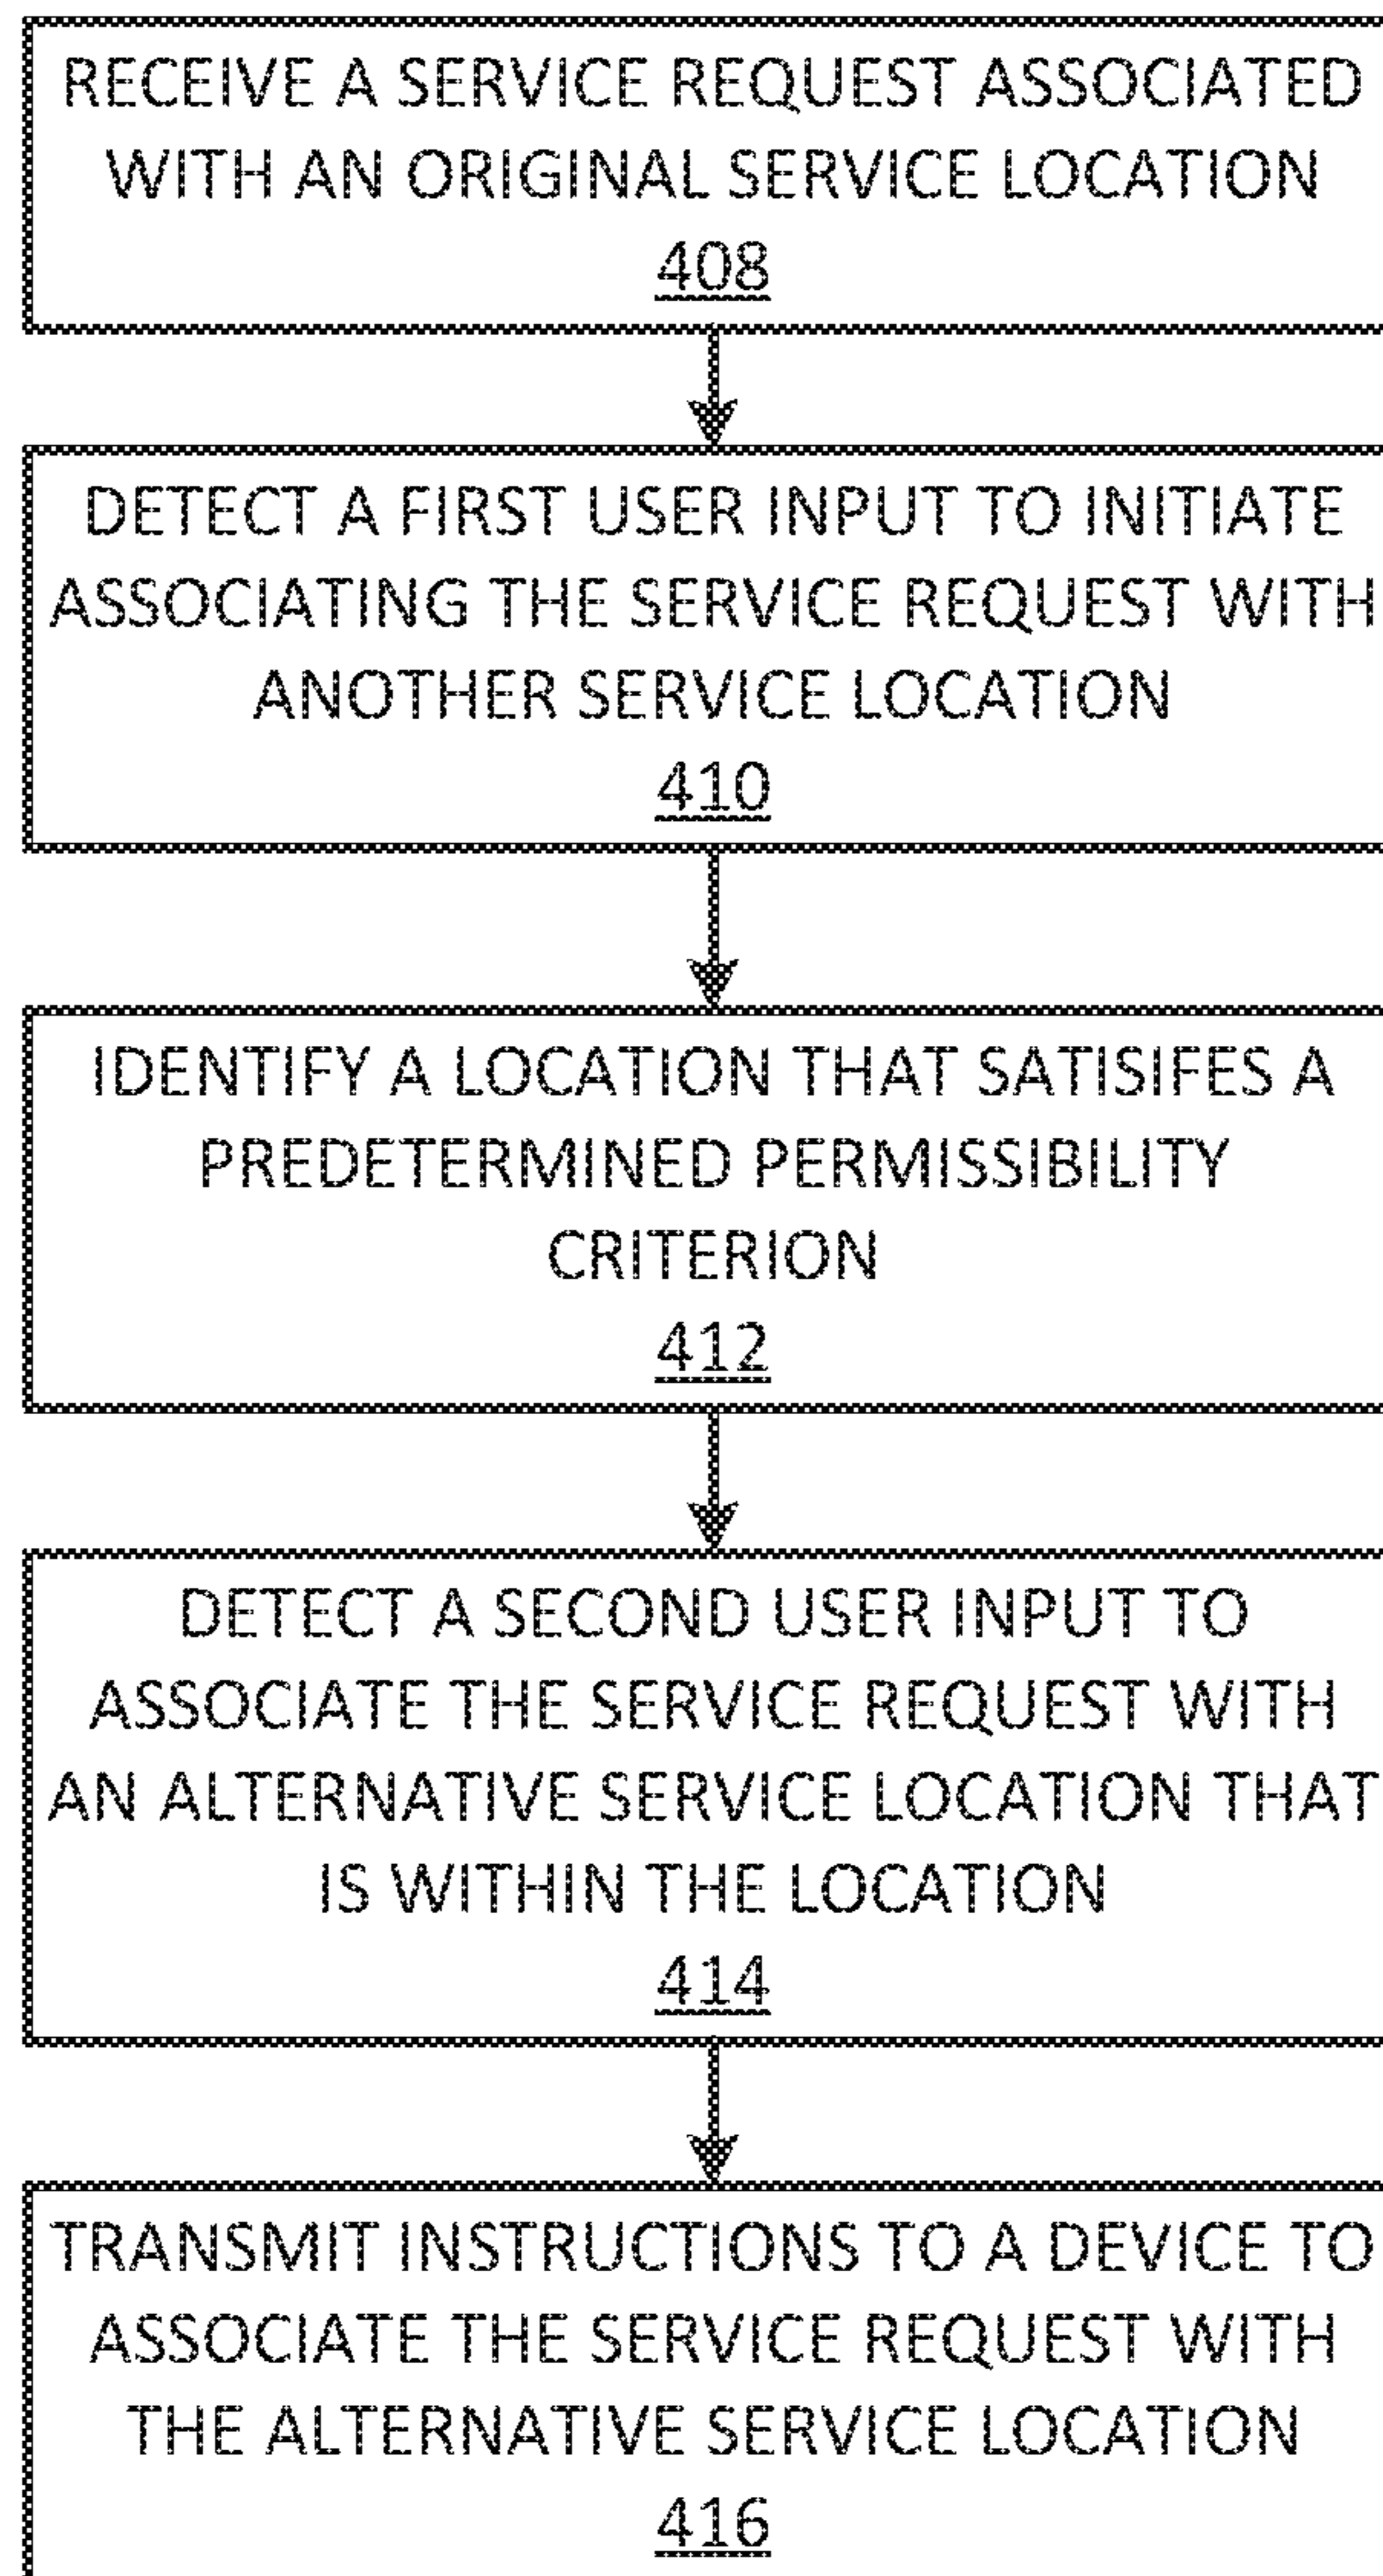 RECEIVE A SERVICE REQUEST ASSOCIATED
WITH AN ORIGINAL SERVICE LOCATION
408
DETECT A FIRST USER INPUT TO INITIATE
ASSOCIATING THE SERVICE REQUEST WITH
ANOTHER SERVICE LOCATION
410
IDENTIFY A LOCATION THAT SATISIFES A
PREDETERMINED PERMISSIBILITY
CRITERION
412
DETECT A SECOND USER INPUT TO
ASSOCIATE THE SERVICE REQUEST WITH
AN ALTERNATIVE SERVICE LOCATION THAT
IS WITHIN THE LOCATION
414
TRANSMIT INSTRUCTIONS TO A DEVICE TO
ASSOCIATE THE SERVICE REQUEST WITH
THE ALTERNATIVE SERVICE LOCATION
416